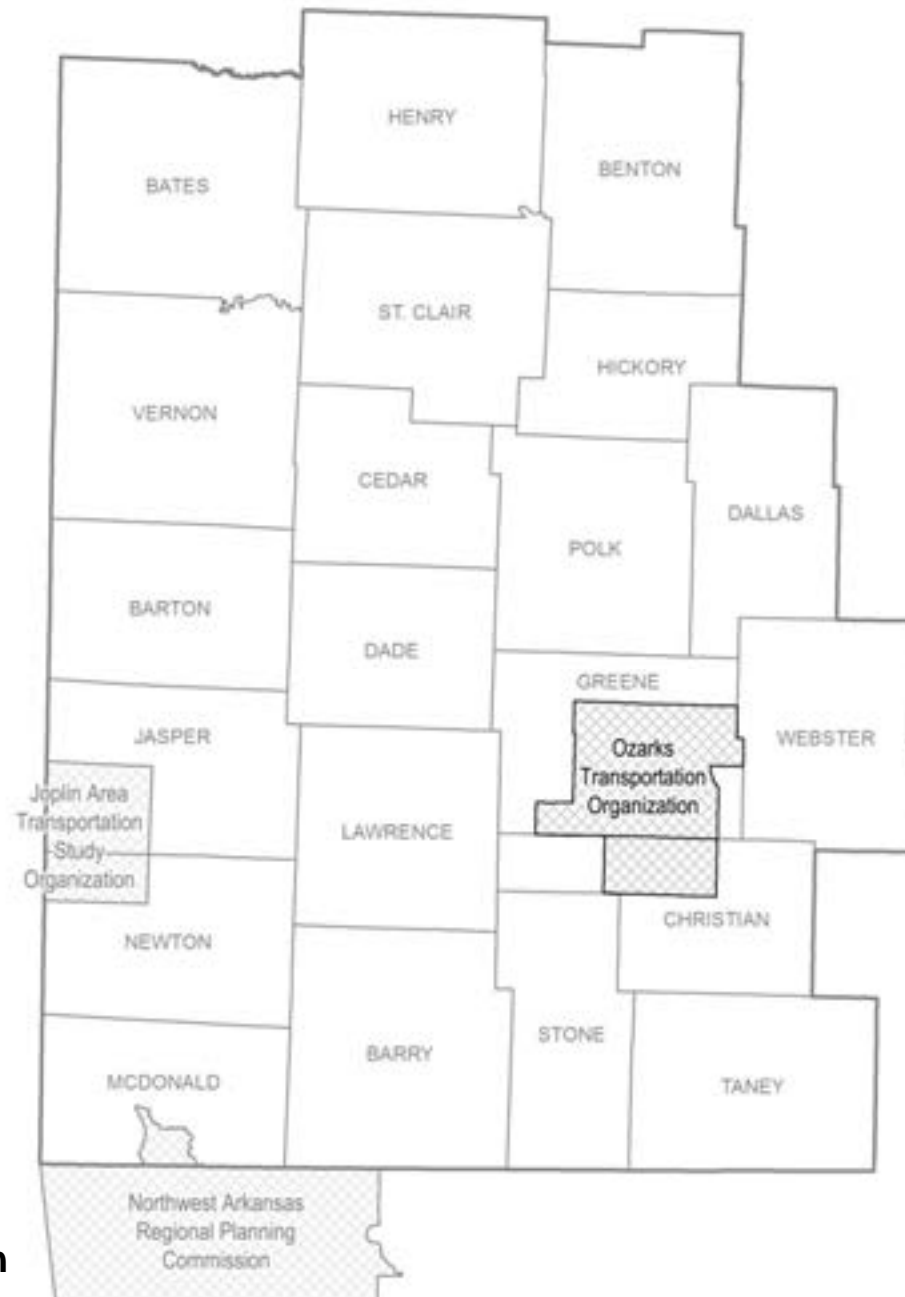 HENRY
BENTON
BATES
ST. CLAIR
HICKORY
VERNON
CEDAR
DALLAS
POLK
BARTON
DADE
GREENE
JASPER
WEBSTER
Ozarks
Transportation
Organization
Joplin Area
Transportation
Study
Organization
LAWRENCE
CHRISTIAN
NEWTON
STONE
BARRY
MCDONALD
TANEY
Northwest Arkansas
Regional Planning
Commission